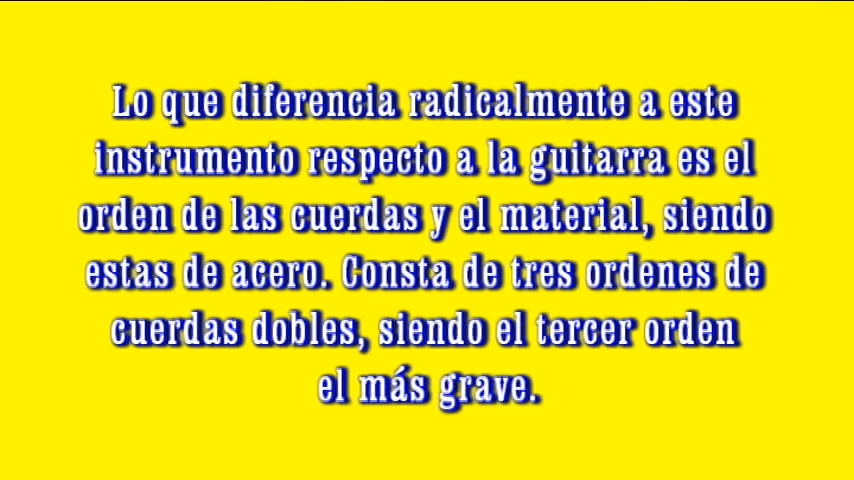 Lo que diferencia radicalmente a este
instrumento respecto a la guitarra es el
orden de las cuerdas y el material, siendo
estas de acero. Consta de tres ordenes de
cuerdas dobles, siendo el tercer orden
el más grave.